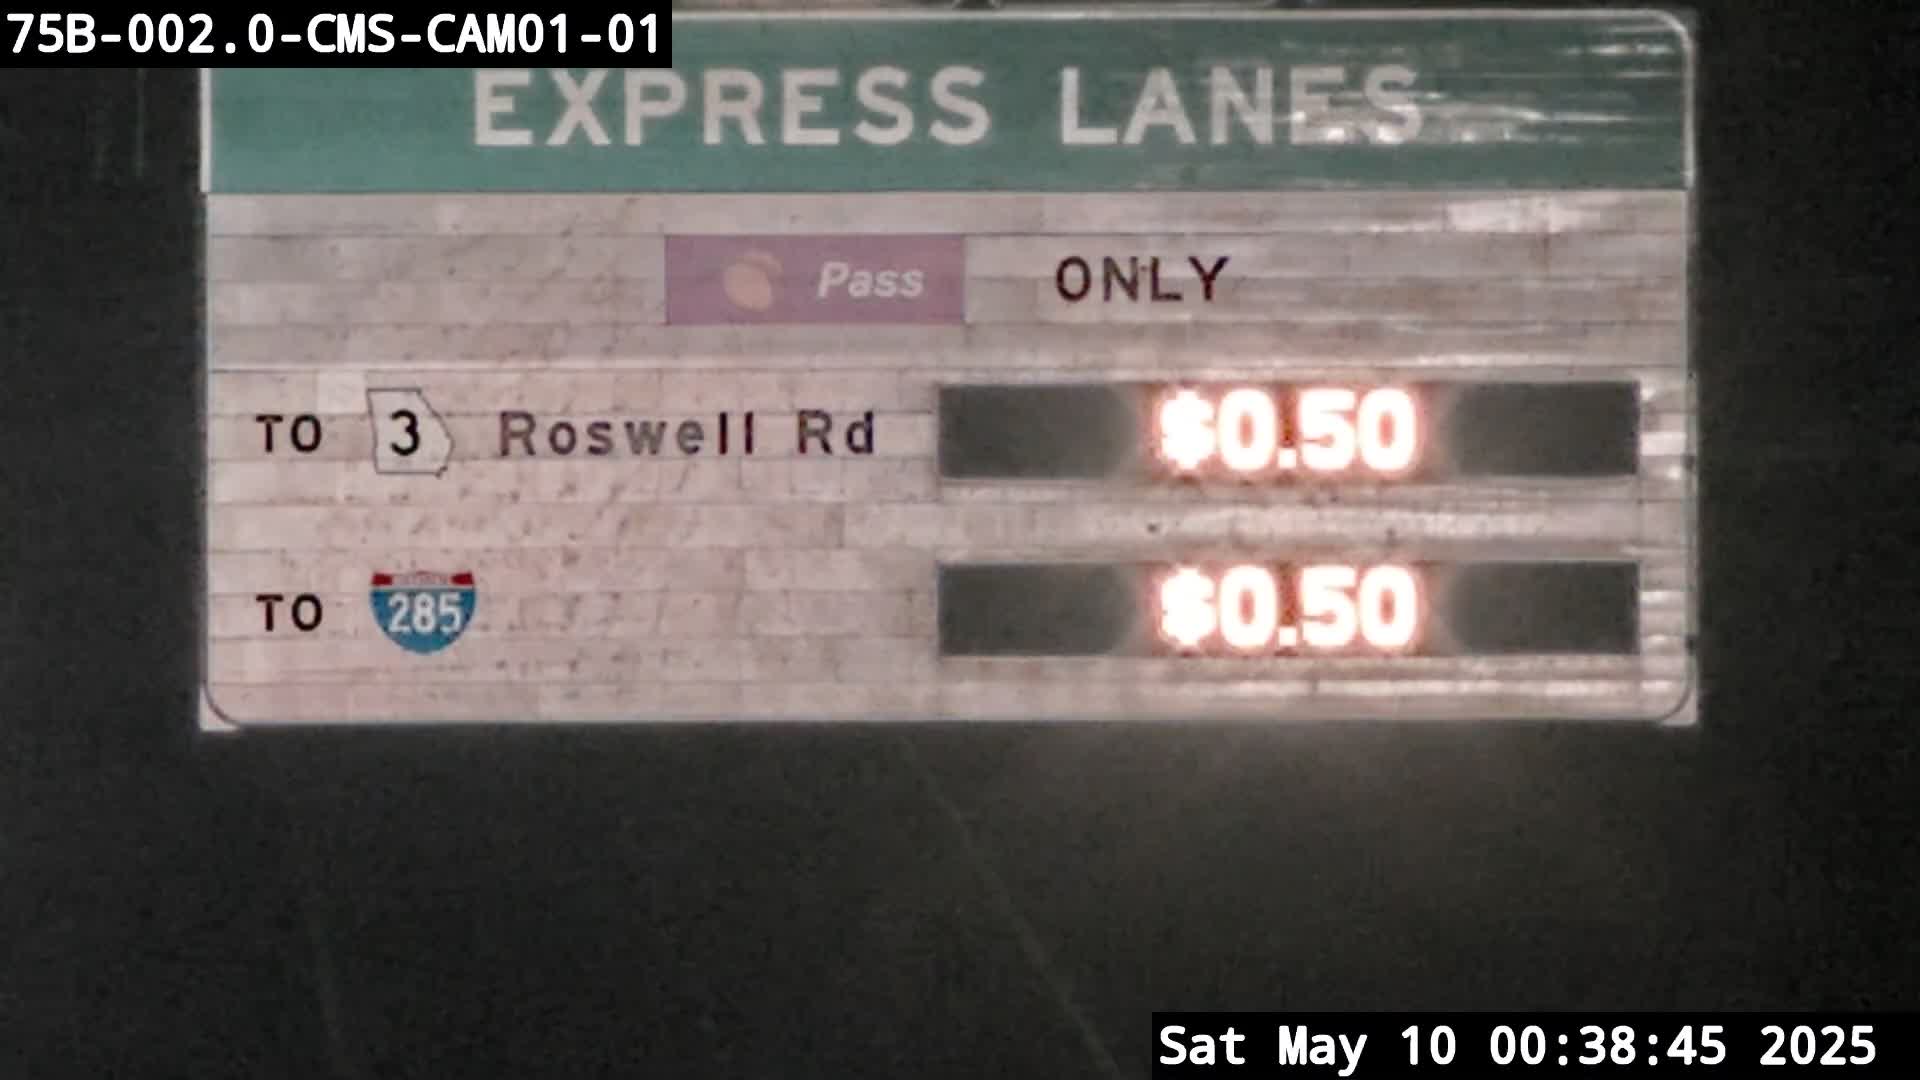 75B-002.0-CMS-CAM01-01
EXPRESS LANES
Pass ONLY
TO 3 Roswell Rd $0.50
TO 285 $0.50
Sat May 10 00:38:45 2025